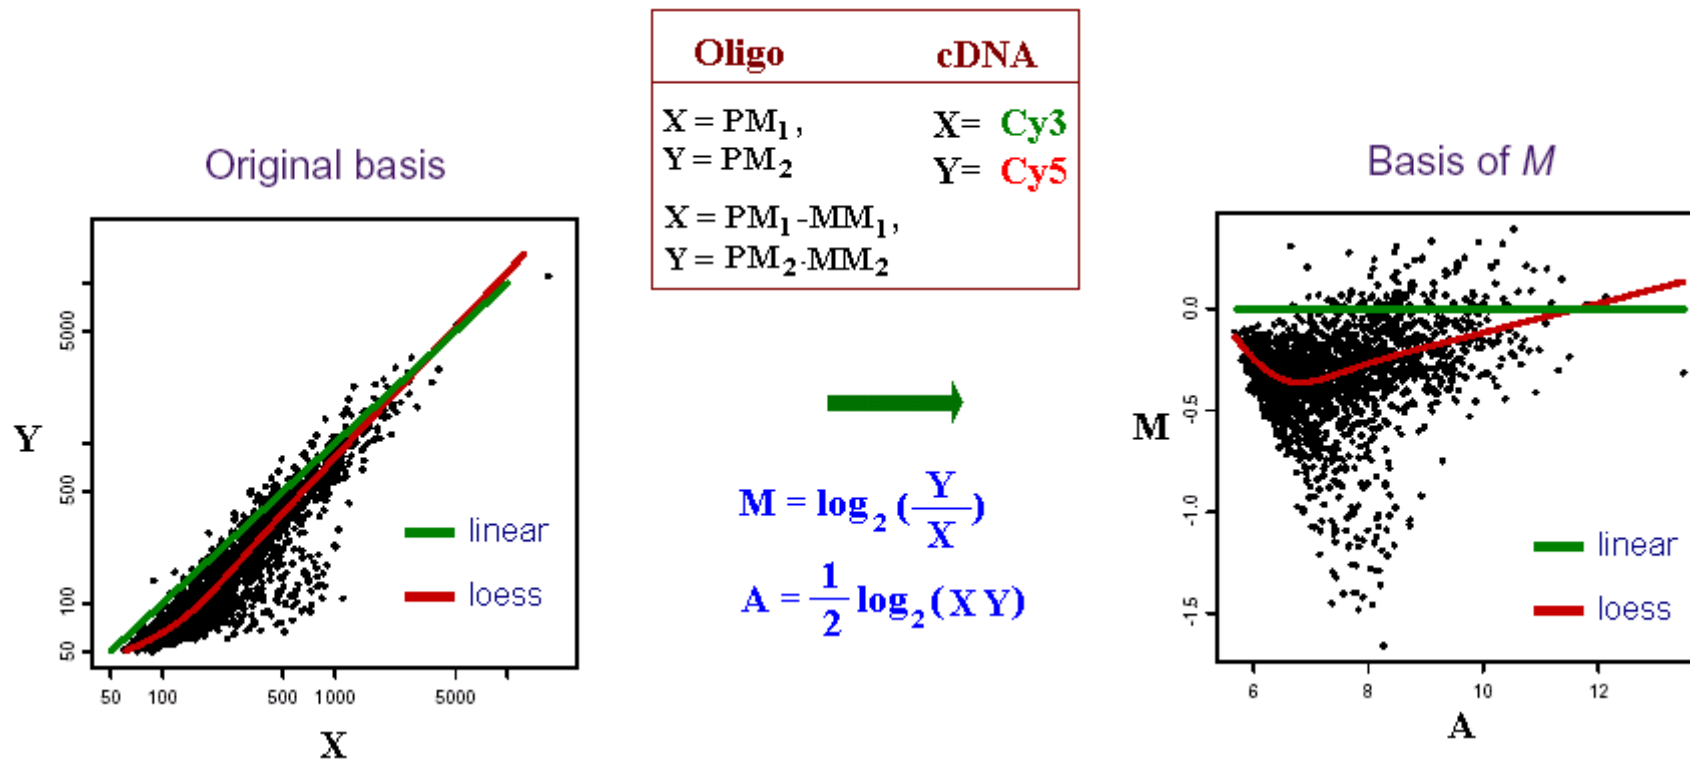 Oligo cDNA
X = PM₁, X= Cy3
Y = PM₂ Y= Cy5
X = PM₁-MM₁,
Y = PM₂-MM₂
Original basis
Y
5000
500
100
50
linear
loess
50 100 500 1000 5000
X
M = log₂ (Y/X)
A = 1/2 log₂ (X Y)
Basis of M
M
0.0
-0.5
-1.0
-1.5
linear
loess
6 8 10 12
A